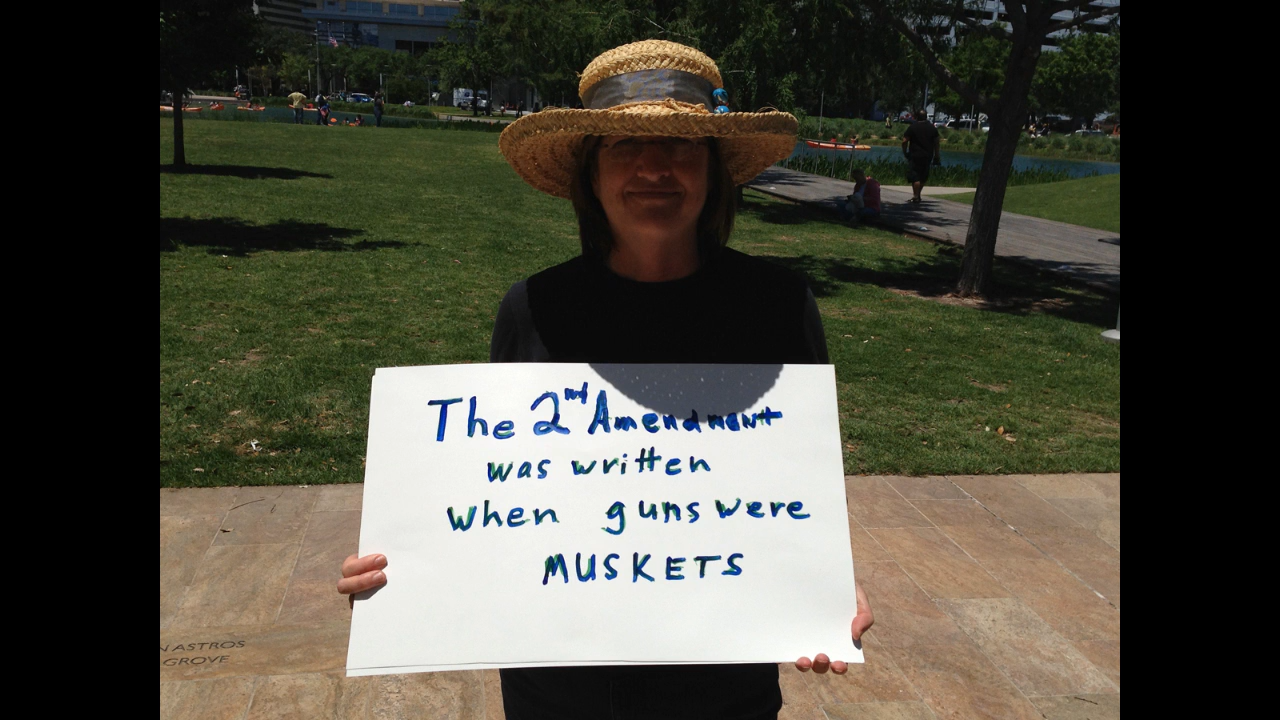 The 2nd Amendment
was written
when guns were
MUSKETS
N ASTROS
GROVE